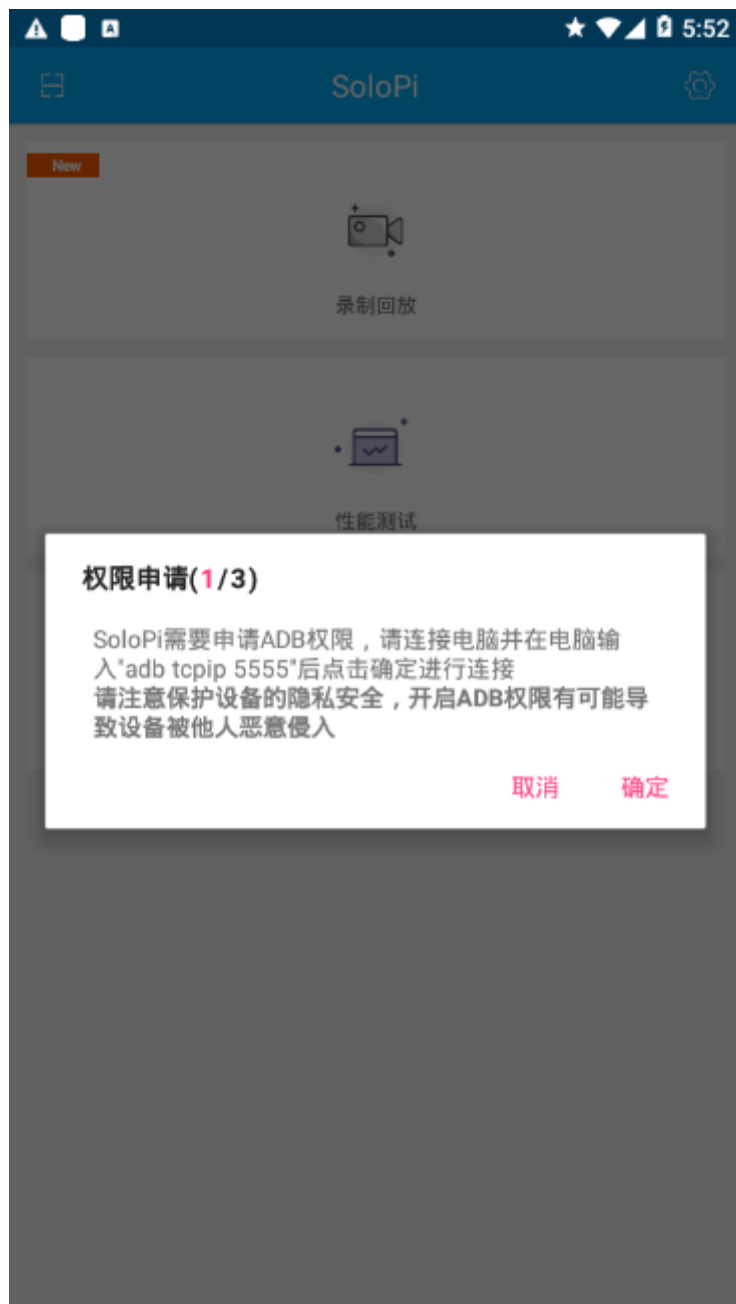 5:52
SoloPi
New
录制回放
性能测试
权限申请(1/3)
SoloPi需要申请ADB权限，请连接电脑并在电脑输
入"adb tcpip 5555"后点击确定进行连接
请注意保护设备的隐私安全，开启ADB权限有可能导
致设备被他人恶意侵入
取消 确定